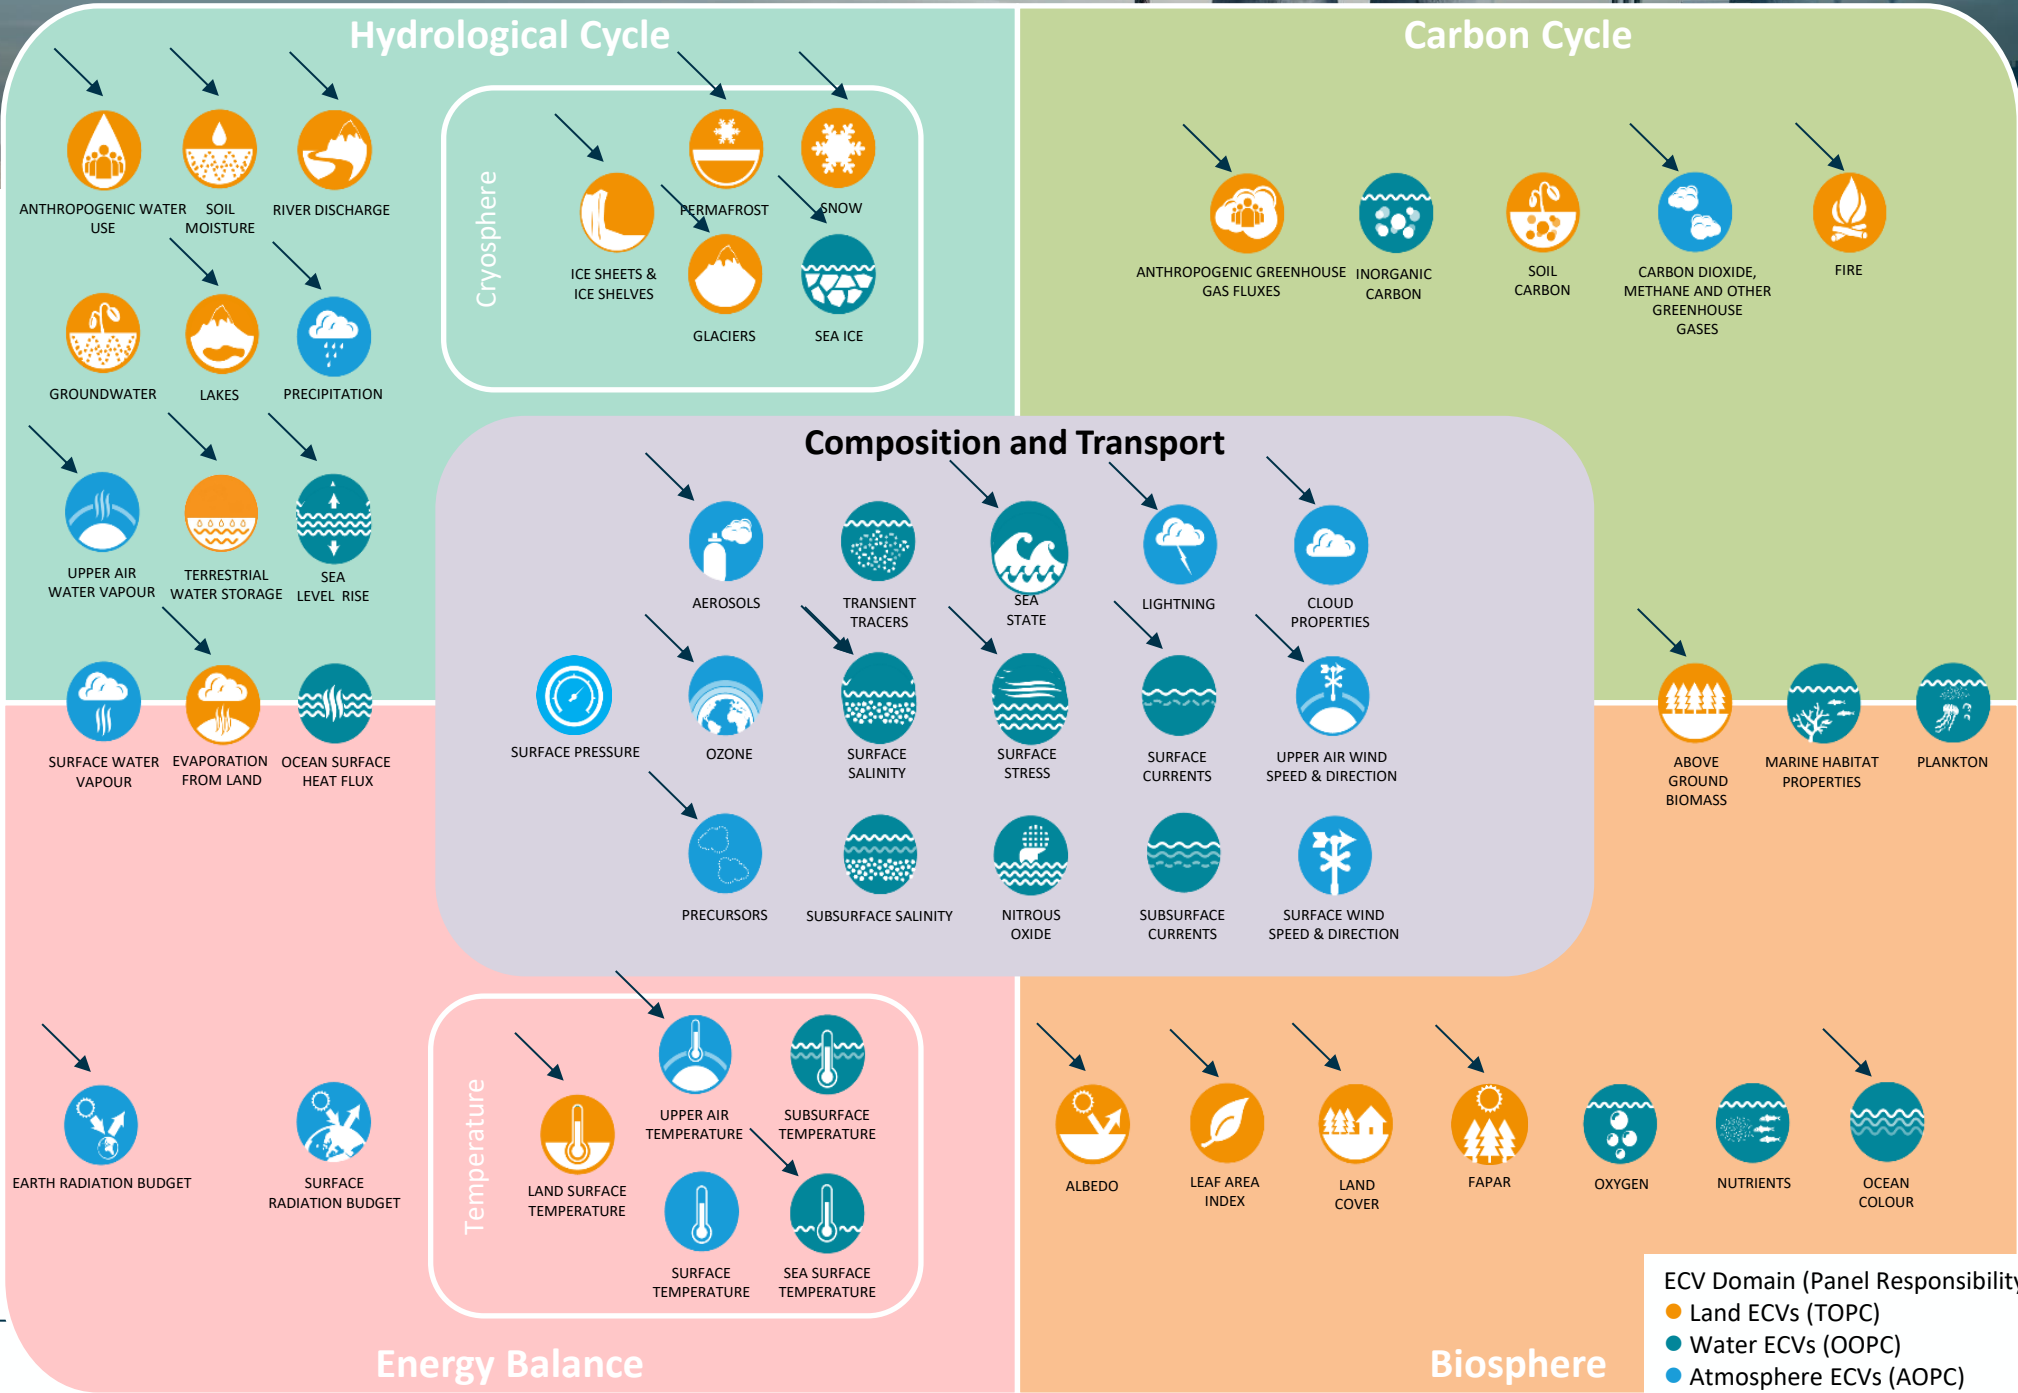 Hydrological Cycle
ANTHROPOGENIC WATER
USE
SOIL
MOISTURE
RIVER DISCHARGE
GROUNDWATER
LAKES
PRECIPITATION
UPPER AIR
WATER VAPOUR
TERRESTRIAL
WATER STORAGE
SEA
LEVEL RISE
SURFACE WATER
VAPOUR
EVAPORATION
FROM LAND
OCEAN SURFACE
HEAT FLUX
Cryosphere
ICE SHEETS &
ICE SHELVES
PERMAFROST
SNOW
GLACIERS
SEA ICE
Carbon Cycle
ANTHROPOGENIC GREENHOUSE
GAS FLUXES
INORGANIC
CARBON
SOIL
CARBON
CARBON DIOXIDE,
METHANE AND OTHER
GREENHOUSE
GASES
FIRE
Composition and Transport
AEROSOLS
TRANSIENT
TRACERS
SEA
STATE
LIGHTNING
CLOUD
PROPERTIES
SURFACE PRESSURE
OZONE
SURFACE
SALINITY
SURFACE
STRESS
SURFACE
CURRENTS
UPPER AIR WIND
SPEED & DIRECTION
PRECURSORS
SUBSURFACE SALINITY
NITROUS
OXIDE
SUBSURFACE
CURRENTS
SURFACE WIND
SPEED & DIRECTION
ABOVE
GROUND
BIOMASS
MARINE HABITAT
PROPERTIES
PLANKTON
EARTH RADIATION BUDGET
SURFACE
RADIATION BUDGET
Temperature
LAND SURFACE
TEMPERATURE
UPPER AIR
TEMPERATURE
SUBSURFACE
TEMPERATURE
SURFACE
TEMPERATURE
SEA SURFACE
TEMPERATURE
Energy Balance
ALBEDO
LEAF AREA
INDEX
LAND
COVER
FAPAR
OXYGEN
NUTRIENTS
OCEAN
COLOUR
Biosphere
ECV Domain (Panel Responsibility
Land ECVs (TOPC)
Water ECVs (OOPC)
Atmosphere ECVs (AOPC)